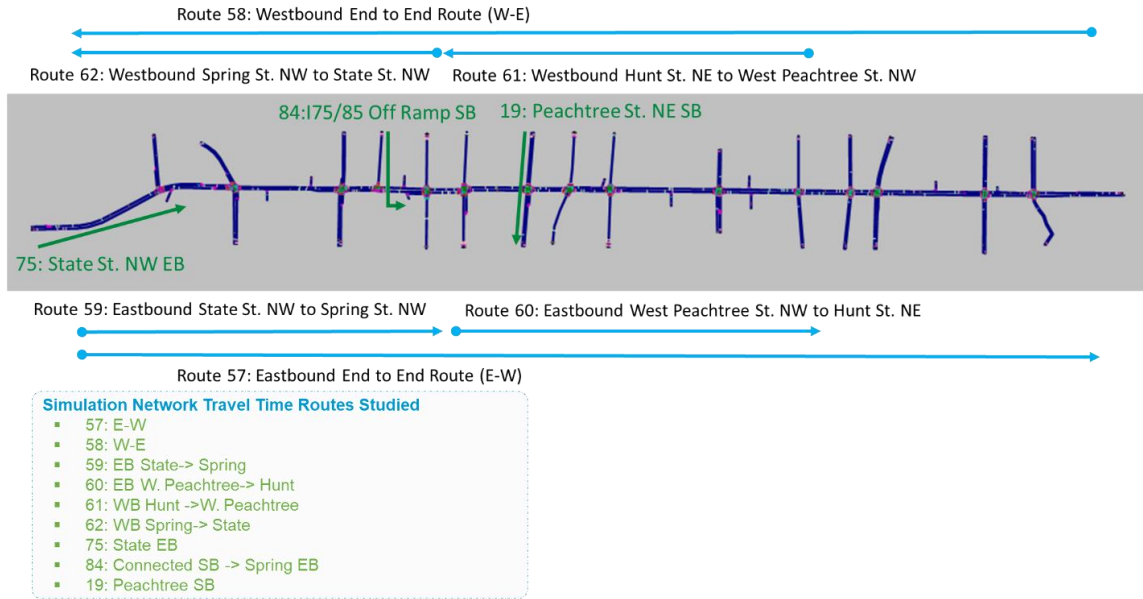 Route 58: Westbound End to End Route (W-E)
Route 62: Westbound Spring St. NW to State St. NW
Route 61: Westbound Hunt St. NE to West Peachtree St. NW
84:I75/85 Off Ramp SB
19: Peachtree St. NE SB
75: State St. NW EB
Route 59: Eastbound State St. NW to Spring St. NW
Route 60: Eastbound West Peachtree St. NW to Hunt St. NE
Route 57: Eastbound End to End Route (E-W)
Simulation Network Travel Time Routes Studied
▪ 57: E-W
▪ 58: W-E
▪ 59: EB State-> Spring
▪ 60: EB W. Peachtree-> Hunt
▪ 61: WB Hunt ->W. Peachtree
▪ 62: WB Spring-> State
▪ 75: State EB
▪ 84: Connected SB -> Spring EB
▪ 19: Peachtree SB